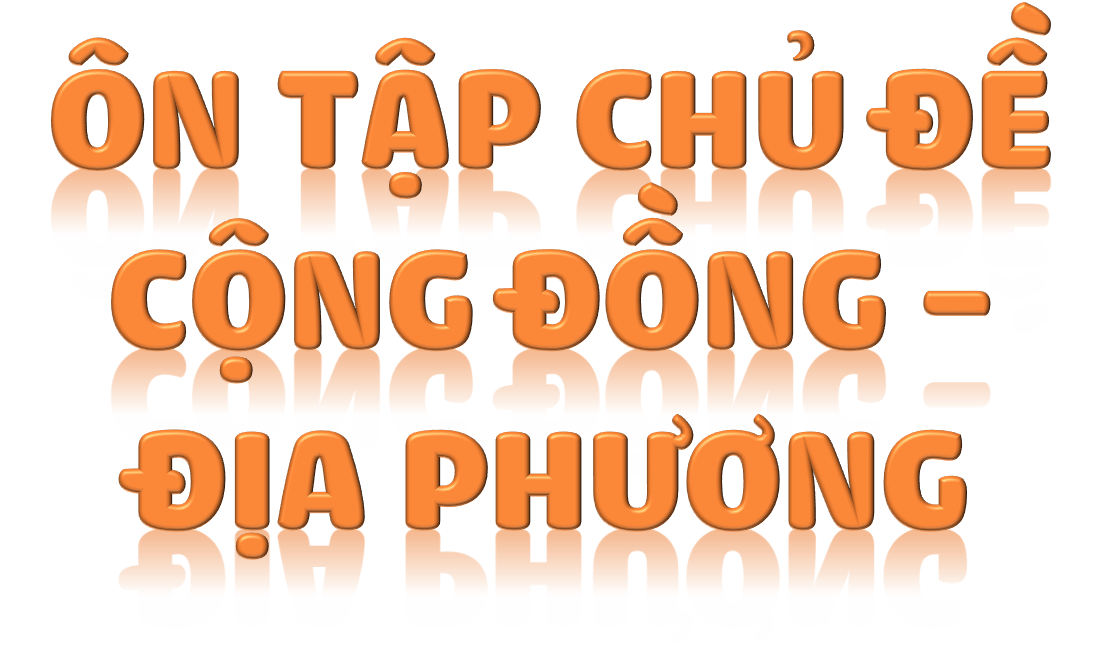 ÔN TẬP CHỦ ĐỀ
CỘNG ĐỒNG –
ĐỊA PHƯƠNG